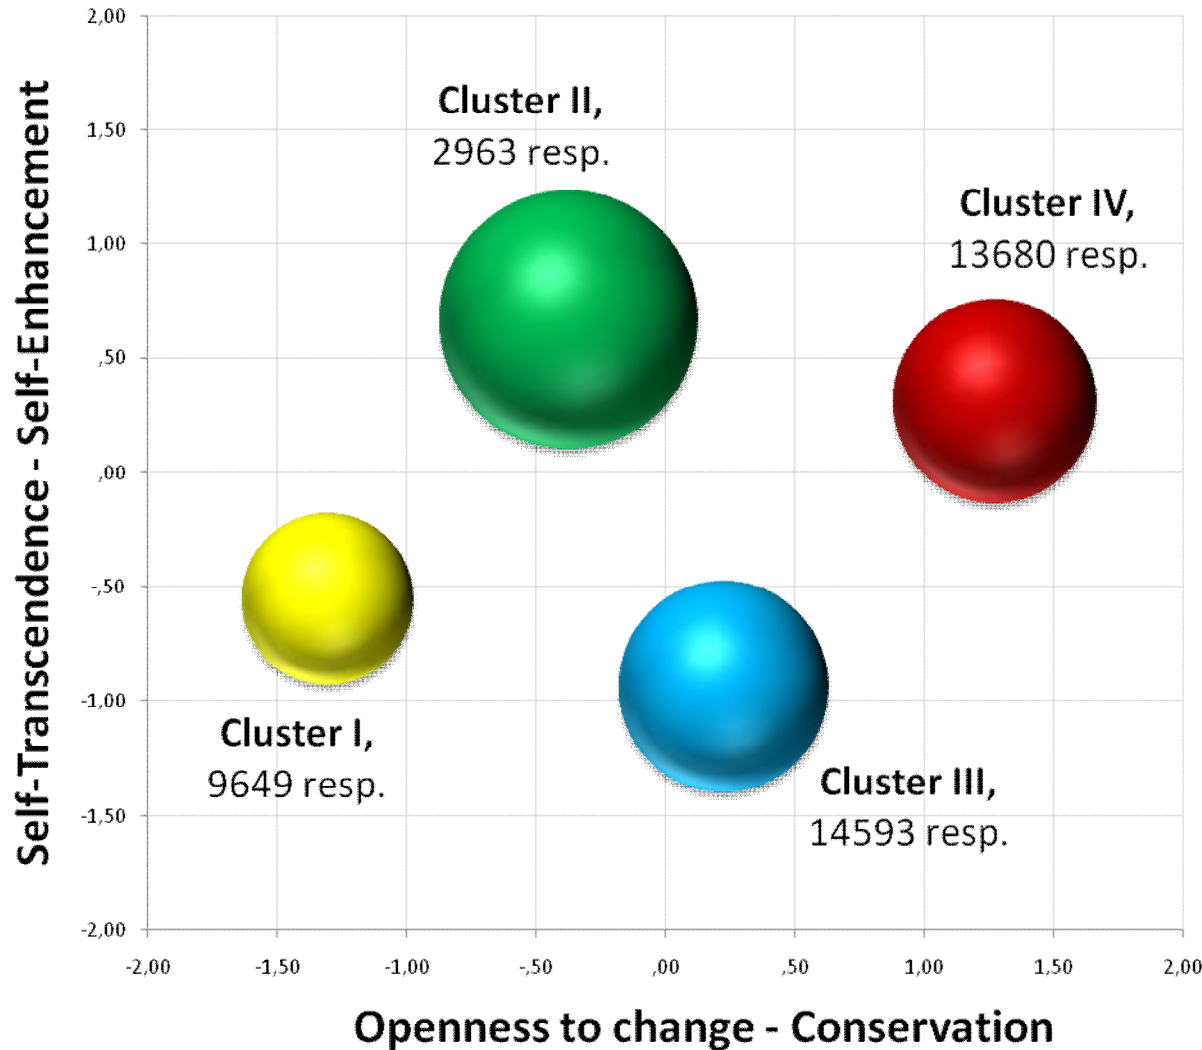 Self-Transcendence - Self-Enhancement
2,00
1,50
1,00
,50
,00
-,50
-1,00
-1,50
-2,00
Cluster II,
2963 resp.
Cluster IV,
13680 resp.
Cluster I,
9649 resp.
Cluster III,
14593 resp.
-2,00 -1,50 -1,00 -,50 ,00 ,50 1,00 1,50 2,00
Openness to change - Conservation